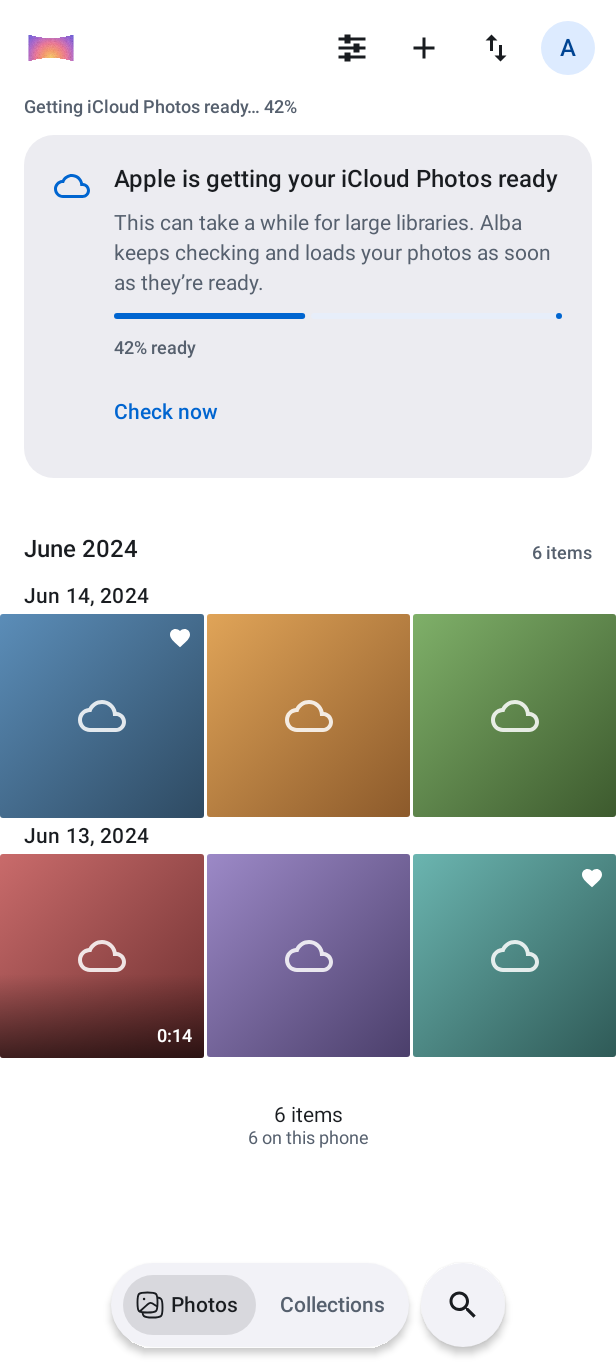 A
Getting iCloud Photos ready… 42%
Apple is getting your iCloud Photos ready
This can take a while for large libraries. Alba
keeps checking and loads your photos as soon
as they’re ready.
42% ready
Check now
June 2024
6 items
Jun 14, 2024
Jun 13, 2024
0:14
6 items
6 on this phone
Photos
Collections